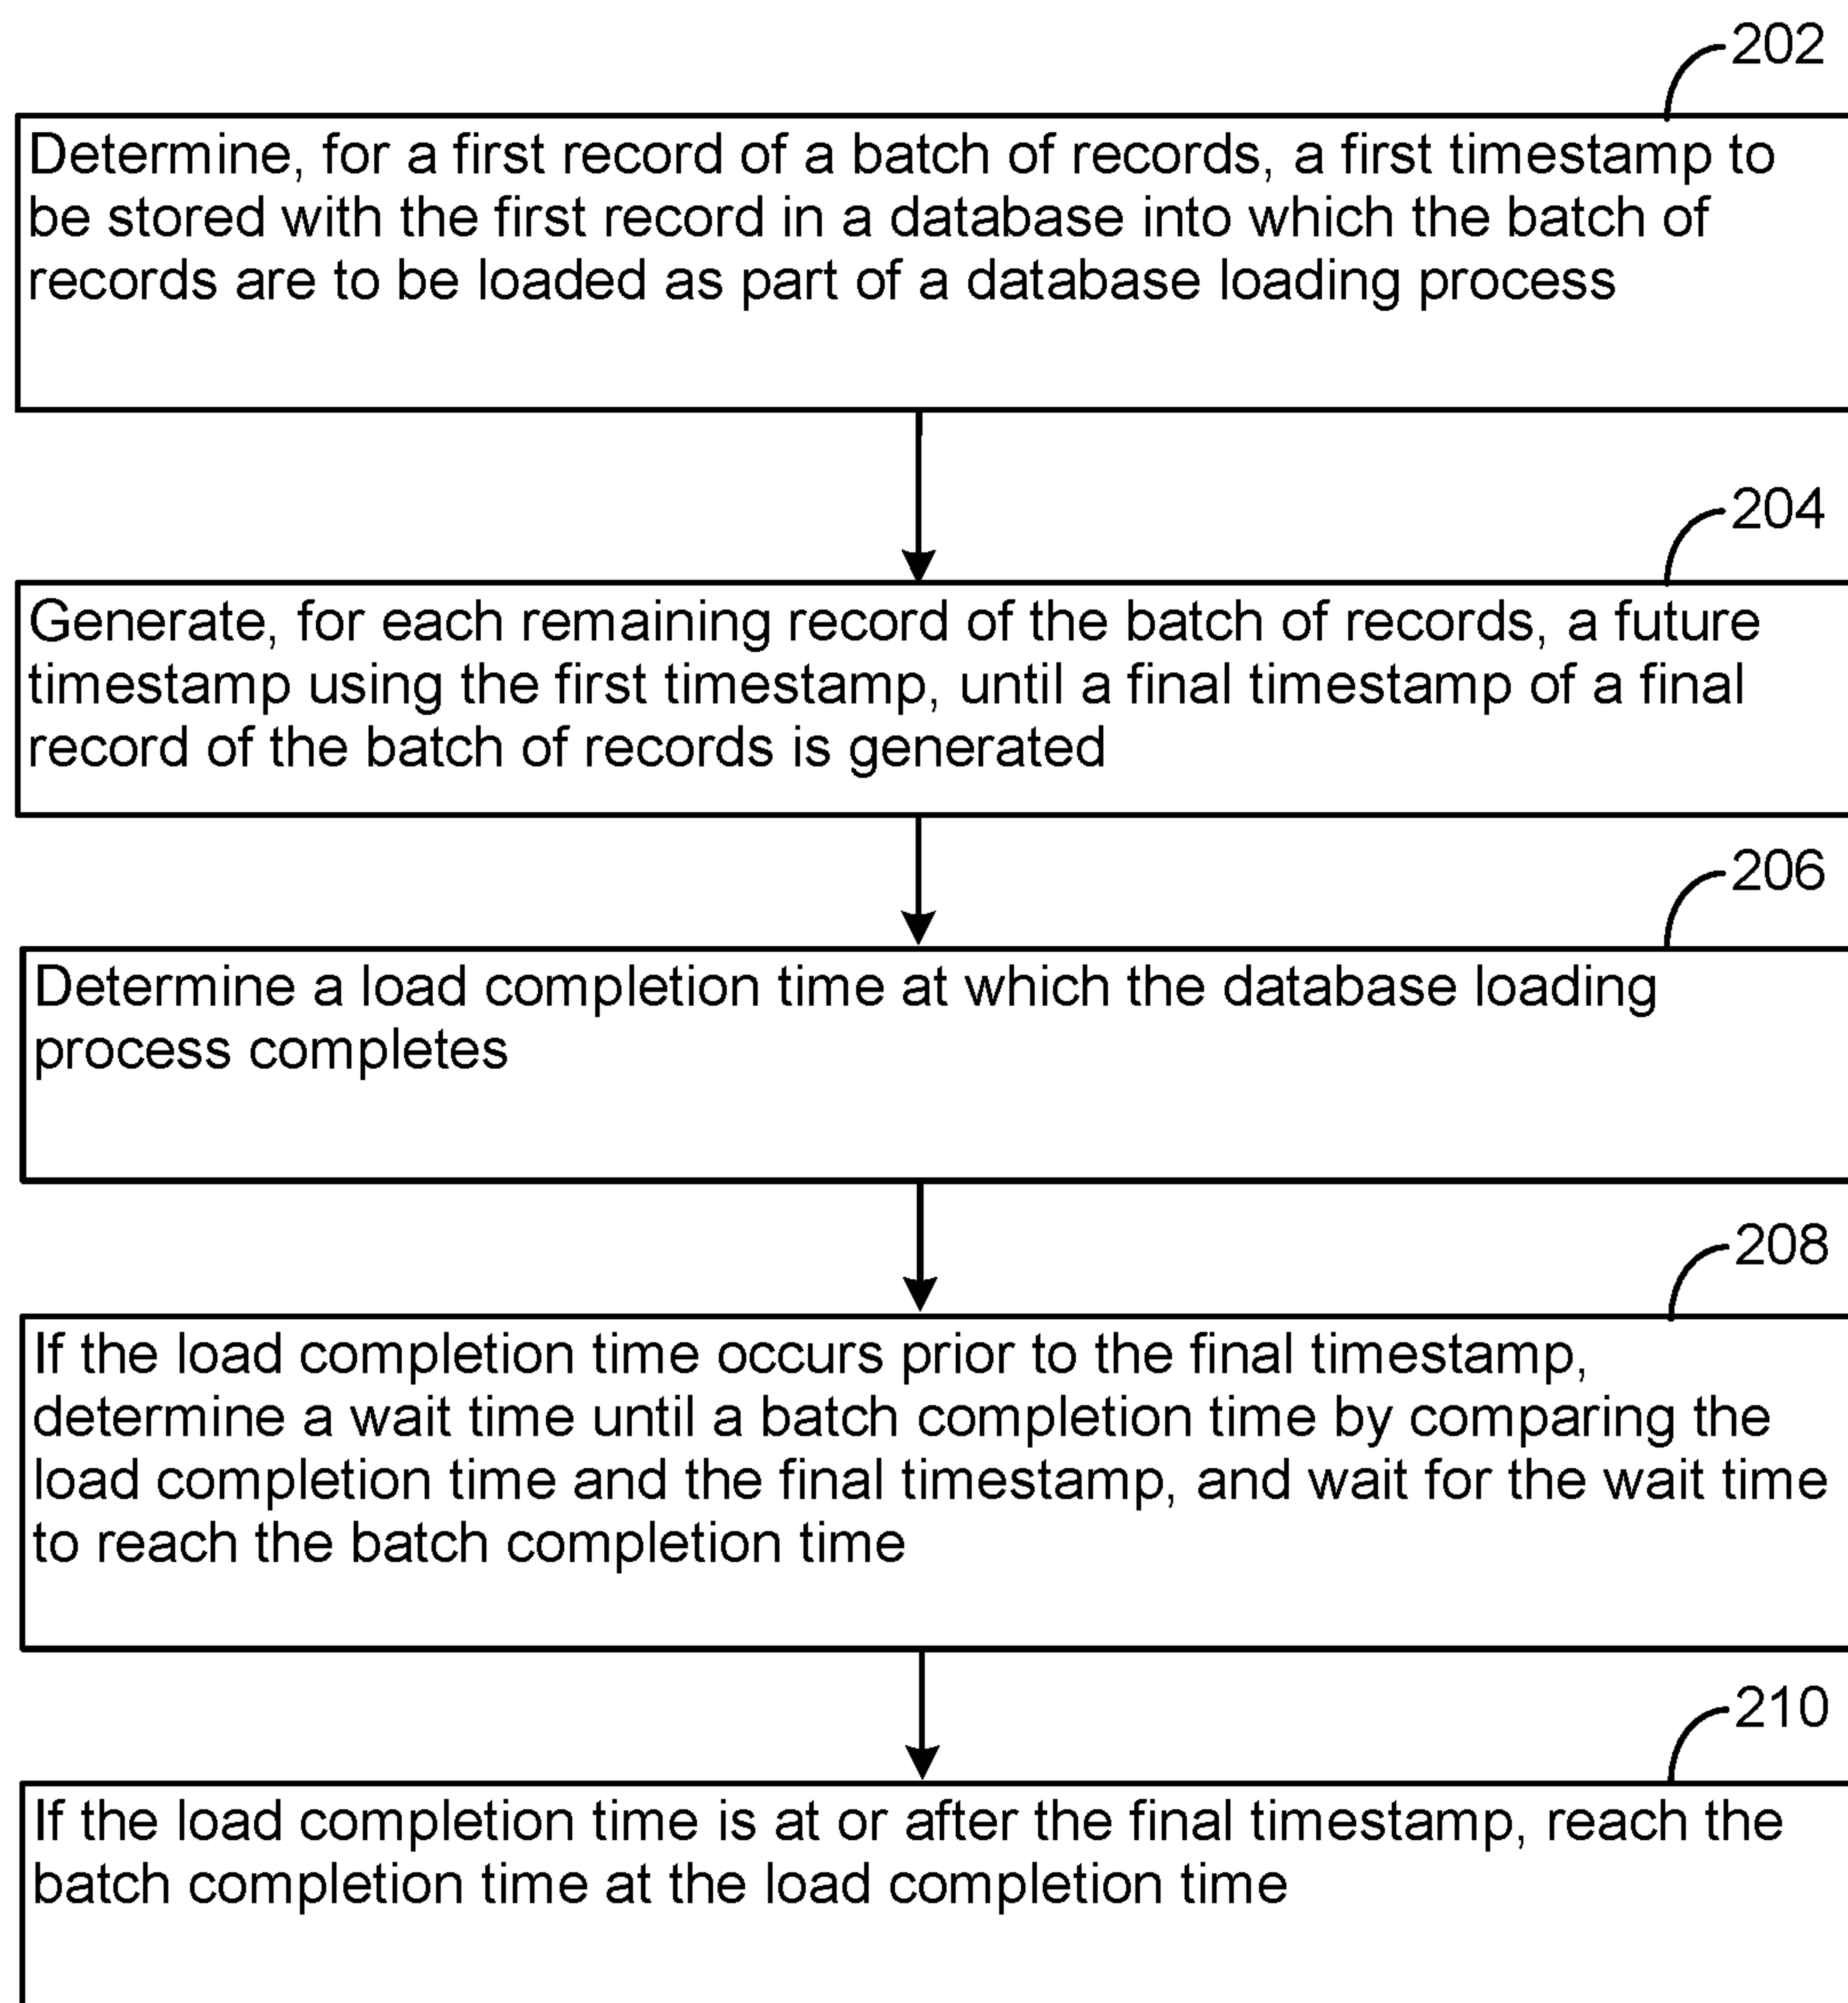 202
Determine, for a first record of a batch of records, a first timestamp to
be stored with the first record in a database into which the batch of
records are to be loaded as part of a database loading process
204
Generate, for each remaining record of the batch of records, a future
timestamp using the first timestamp, until a final timestamp of a final
record of the batch of records is generated
206
Determine a load completion time at which the database loading
process completes
208
If the load completion time occurs prior to the final timestamp,
determine a wait time until a batch completion time by comparing the
load completion time and the final timestamp, and wait for the wait time
to reach the batch completion time
210
If the load completion time is at or after the final timestamp, reach the
batch completion time at the load completion time